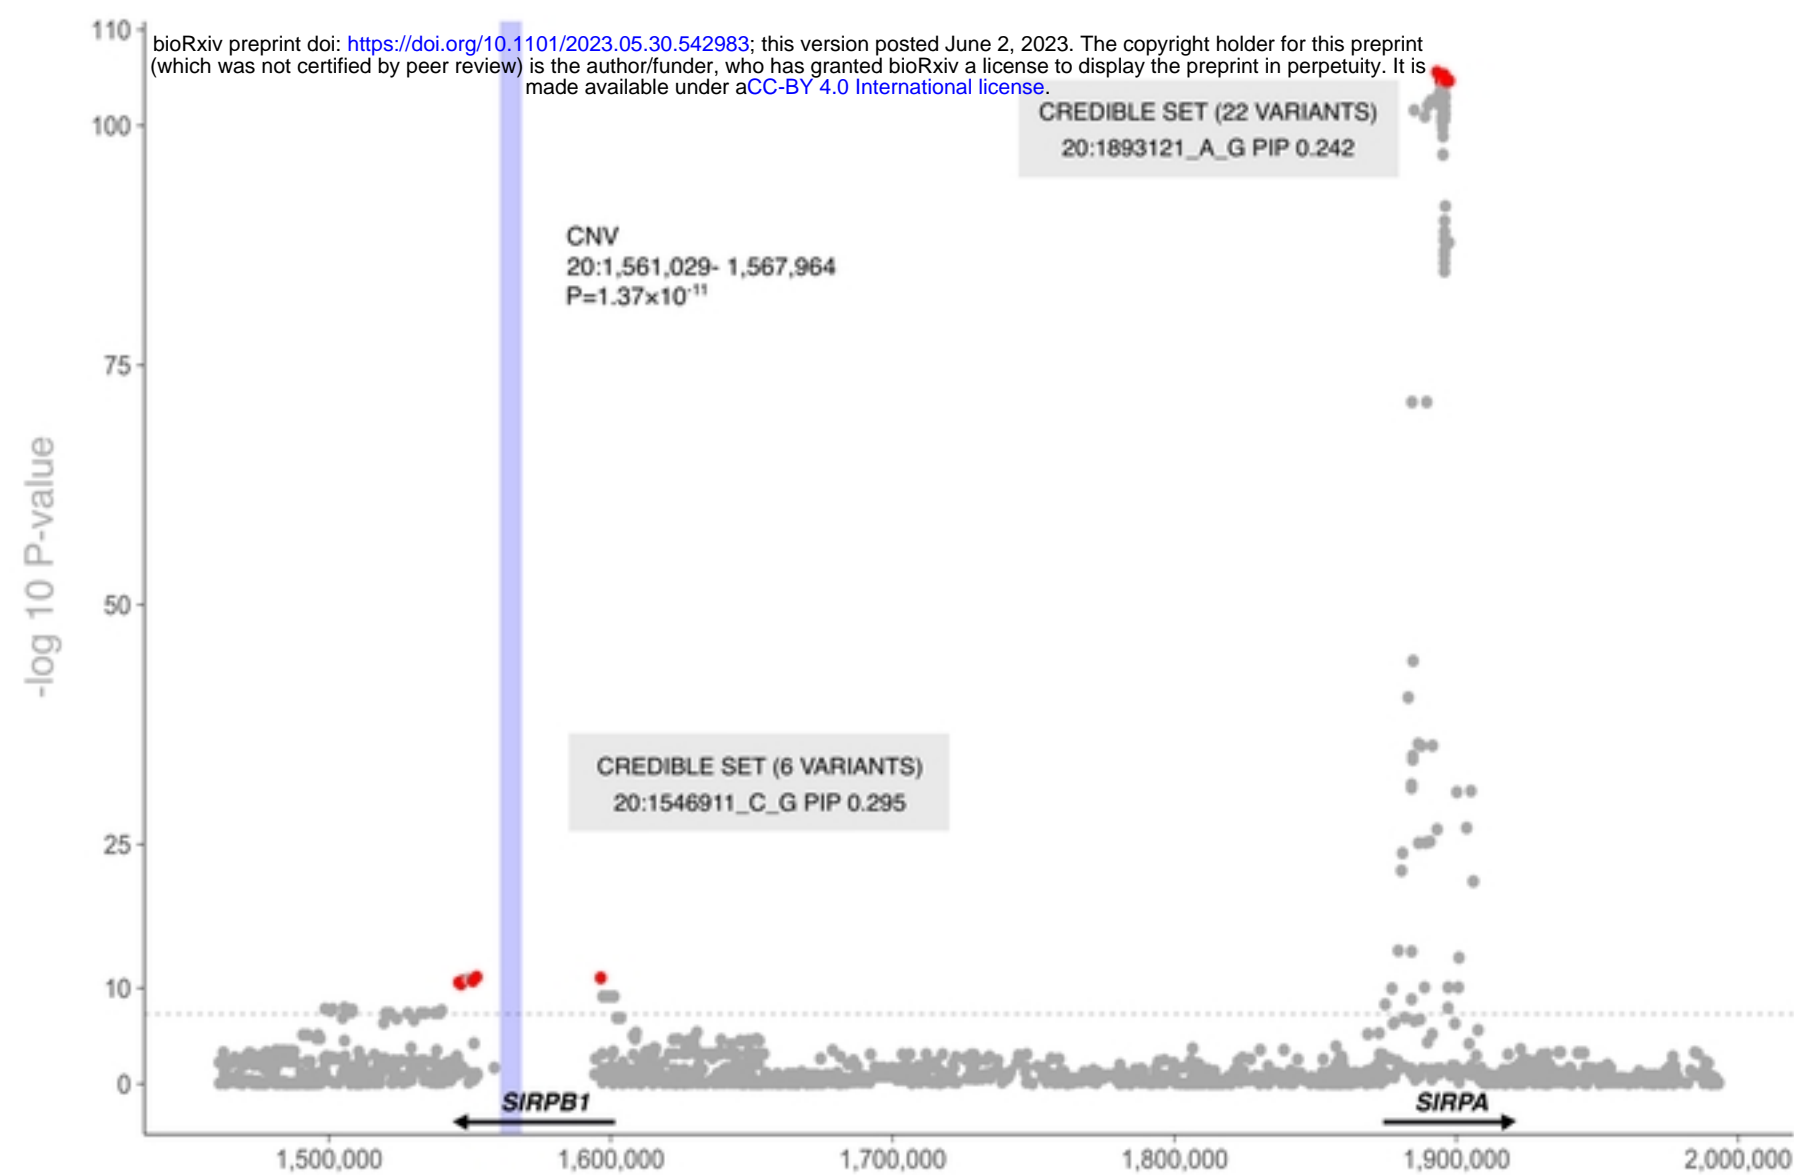 110
bioRxiv preprint doi: https://doi.org/10.1101/2023.05.30.542983; this version posted June 2, 2023. The copyright holder for this preprint
(which was not certified by peer review) is the author/funder, who has granted bioRxiv a license to display the preprint in perpetuity. It is
made available under aCC-BY 4.0 International license.
100
CREDIBLE SET (22 VARIANTS)
20:1893121_A_G PIP 0.242
CNV
20:1,561,029- 1,567,964
P=1.37×10⁻¹¹
75
-log 10 P-value
50
CREDIBLE SET (6 VARIANTS)
20:1546911_C_G PIP 0.295
25
10
0
SIRPB1
SIRPA
1,500,000
1,600,000
1,700,000
1,800,000
1,900,000
2,000,000